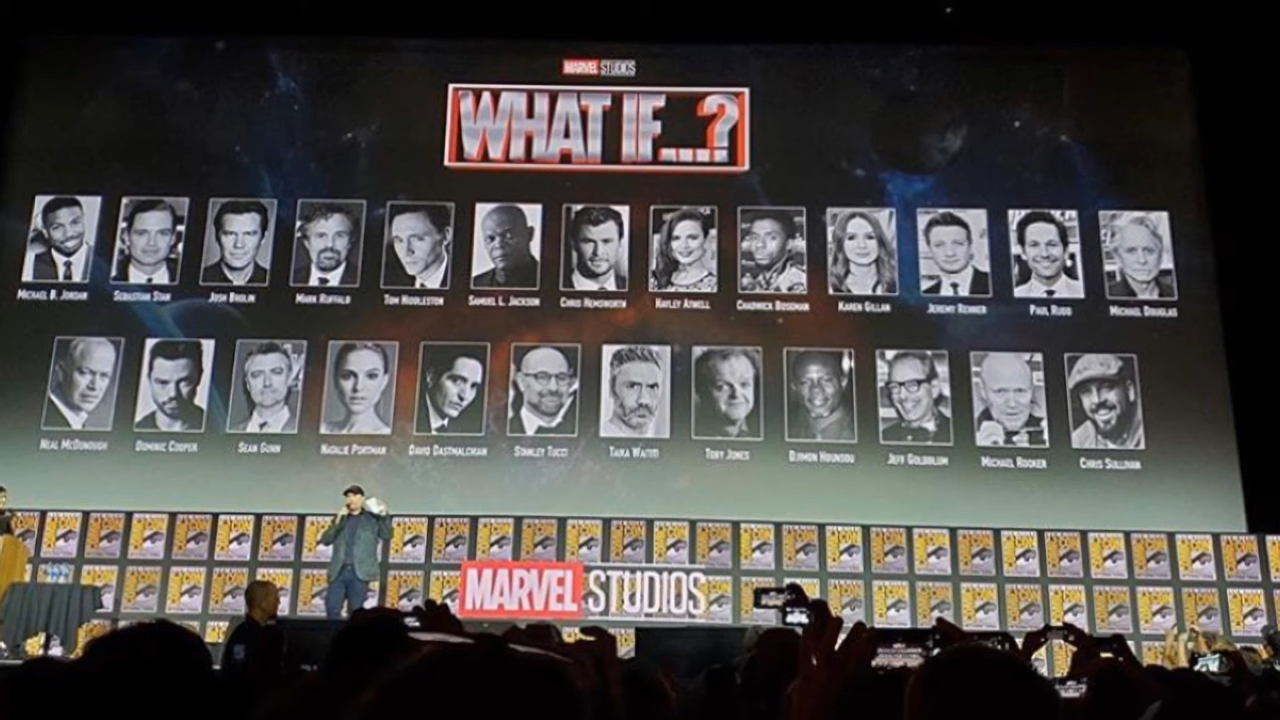 MARVEL STUDIOS
WHAT IF...?
MICHAEL B. JORDAN SEBASTIAN STAN JOSH BROLIN MARK RUFFALO TOM HIDDLESTON SAMUEL L. JACKSON CHRIS HEMSWORTH HAYLEY ATWELL CHADWICK BOSEMAN KAREN GILLAN JEREMY RENNER PAUL RUDD MICHAEL DOUGLAS
NEAL MCDONOUGH DOMINIC COOPER SEAN GUNN NATALIE PORTMAN DAVID DASTMALCHIAN STANLEY TUCCI TAIKA WAITITI TOBY JONES DJIMON HOUNSOU JEFF GOLDBLUM MICHAEL ROOKER CHRIS SULLIVAN
MARVEL STUDIOS